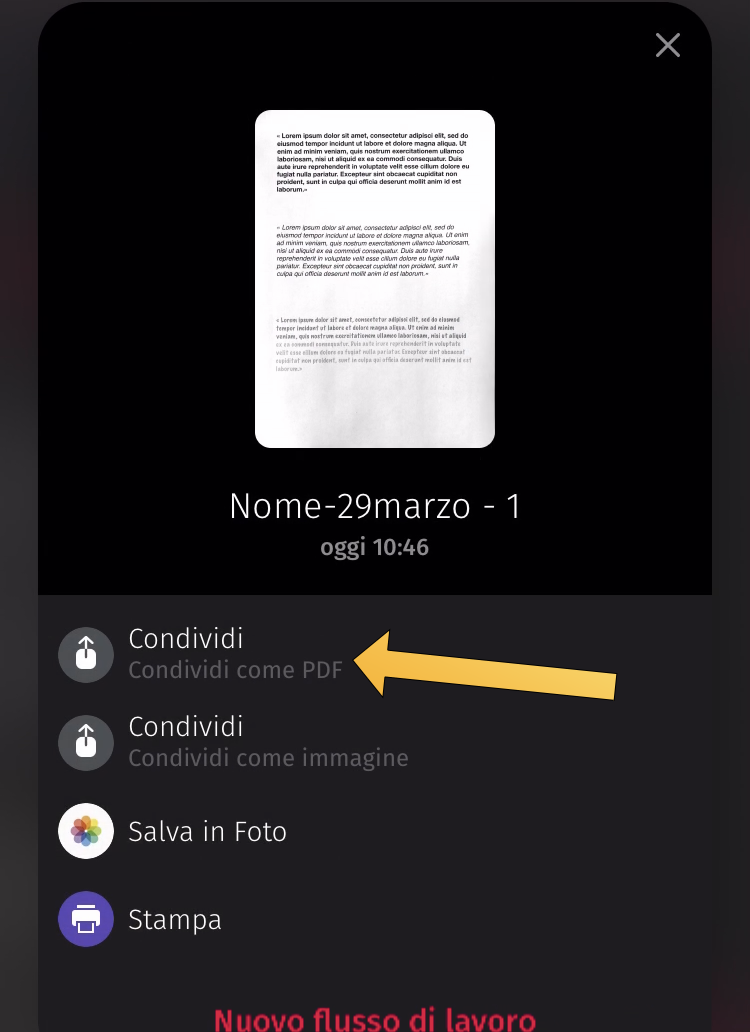 « Lorem ipsum dolor sit amet, consectetur adipisci elit, sed do
eiusmod tempor incidunt ut labore et dolore magna aliqua. Ut
enim ad minim veniam, quis nostrum exercitationem ullamco
laboriosam, nisi ut aliquid ex ea commodi consequatur. Duis
aute irure reprehenderit in voluptate velit esse cillum dolore eu
fugiat nulla pariatur. Excepteur sint obcaecat cupiditat non
proident, sunt in culpa qui officia deserunt mollit anim id est
laborum.»
« Lorem ipsum dolor sit amet, consectetur adipisci elit, sed do
eiusmod tempor incidunt ut labore et dolore magna aliqua. Ut enim
ad minim veniam, quis nostrum exercitationem ullamco laboriosam,
nisi ut aliquid ex ea commodi consequatur. Duis aute irure
reprehenderit in voluptate velit esse cillum dolore eu fugiat nulla
pariatur. Excepteur sint obcaecat cupiditat non proident, sunt in
culpa qui officia deserunt mollit anim id est laborum.»
« Lorem ipsum dolor sit amet, consectetur adipisci elit, sed do eiusmod
tempor incidunt ut labore et dolore magna aliqua. Ut enim ad minim
veniam, quis nostrum exercitationem ullamco laboriosam, nisi ut aliquid
ex ea commodi consequatur. Duis aute irure reprehenderit in voluptate
velit esse cillum dolore eu fugiat nulla pariatur. Excepteur sint obcaecat
cupiditat non proident, sunt in culpa qui officia deserunt mollit anim id est
laborum.»
Nome-29marzo - 1
oggi 10:46
Condividi
Condividi come PDF
Condividi
Condividi come immagine
Salva in Foto
Stampa
Nuovo flusso di lavoro